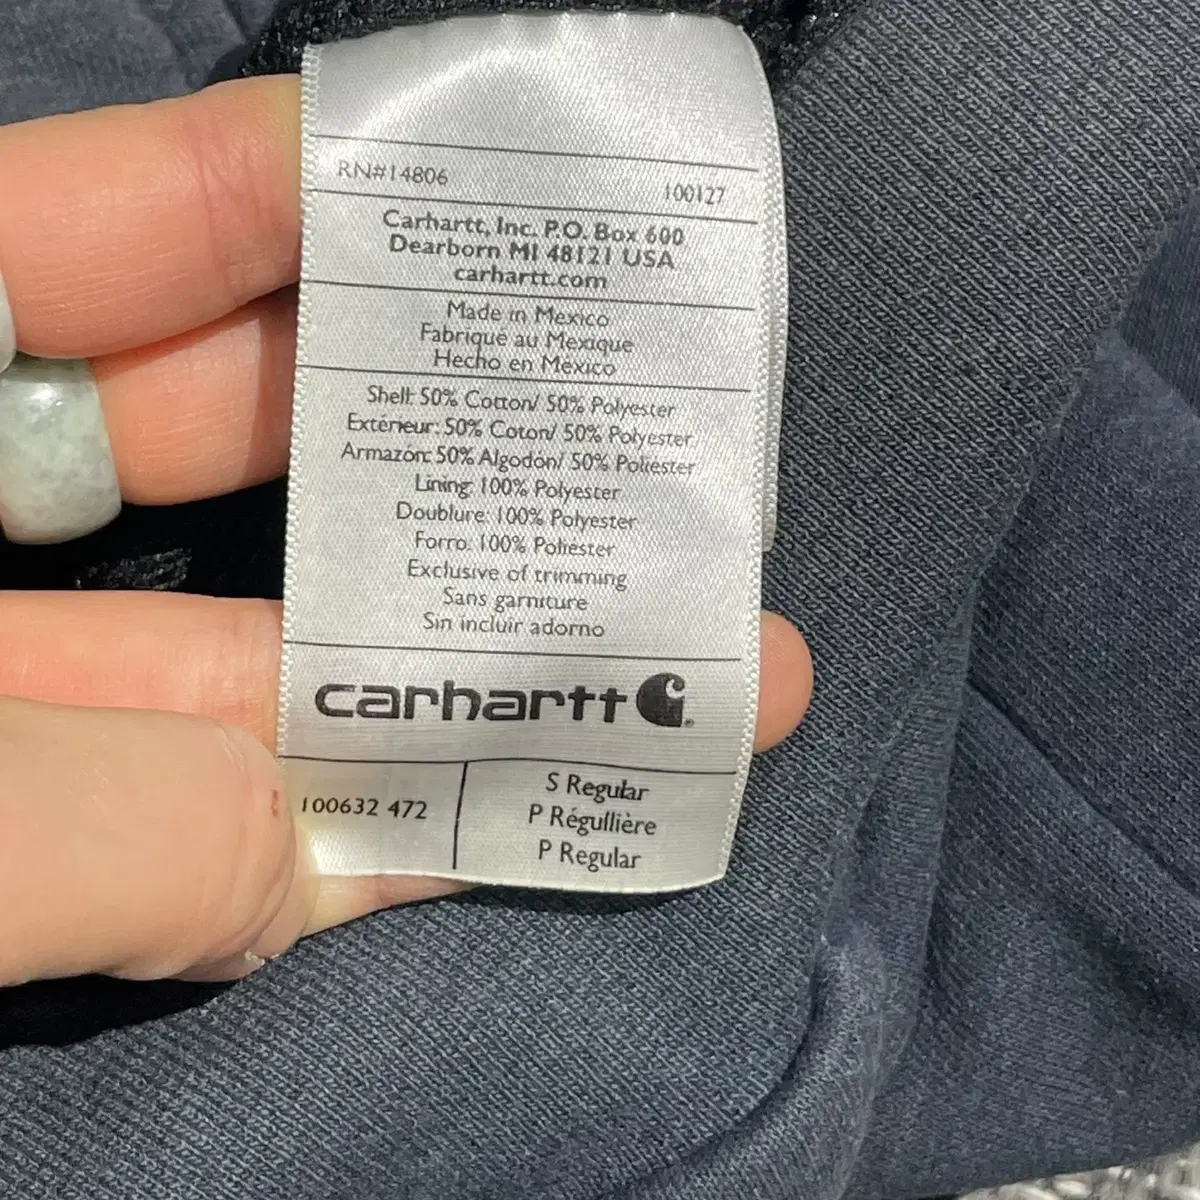 RN#14806 100127
Carhartt, Inc. P.O. Box 600
Dearborn MI 48121 USA
carhartt.com
Made in Mexico
Fabriqué au Mexique
Hecho en México
Shell: 50% Cotton/ 50% Polyester
Extérieur: 50% Coton/ 50% Polyester
Armazón: 50% Algodón/ 50% Poliester
Lining: 100% Polyester
Doublure: 100% Polyester
Forro: 100% Poliester
Exclusive of trimming
Sans garniture
Sin incluir adorno
carhartt
100632 472
S Regular
P Régullière
P Regular